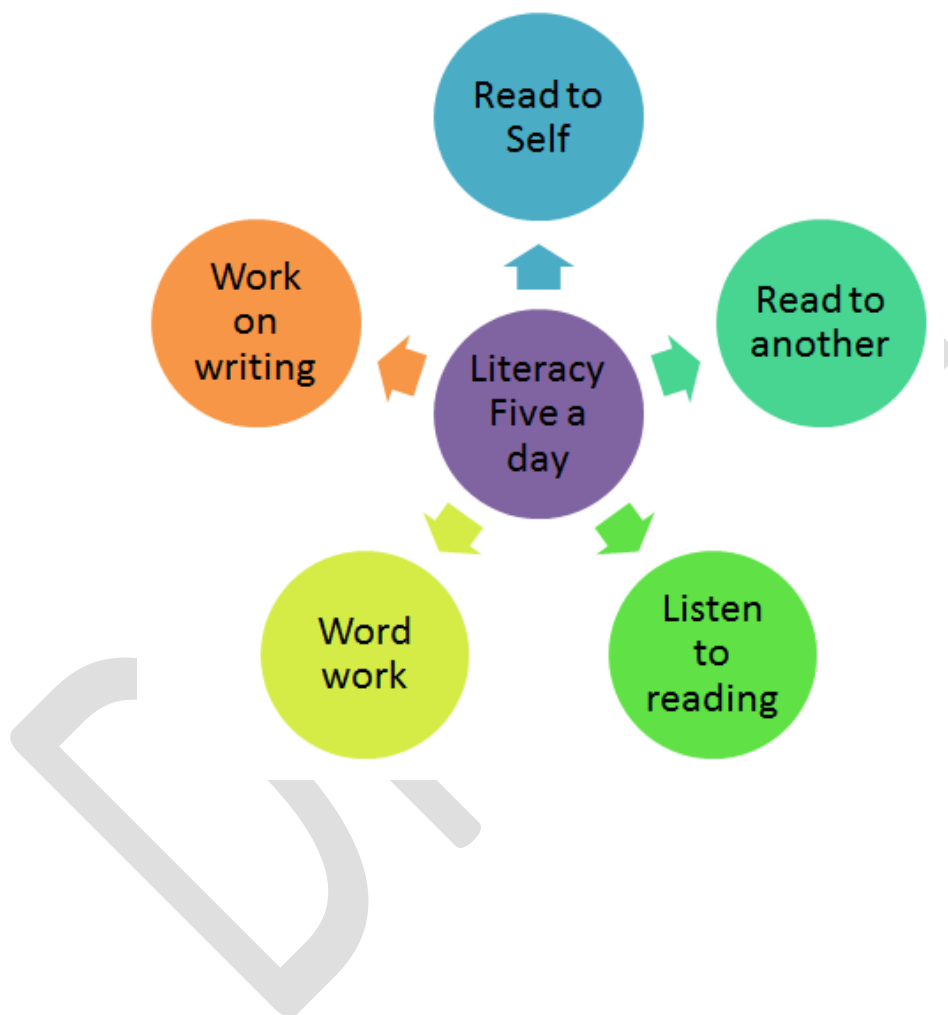 Read to
Self
Read to
another
Listen
to
reading
Word
work
Work
on
writing
Literacy
Five a
day